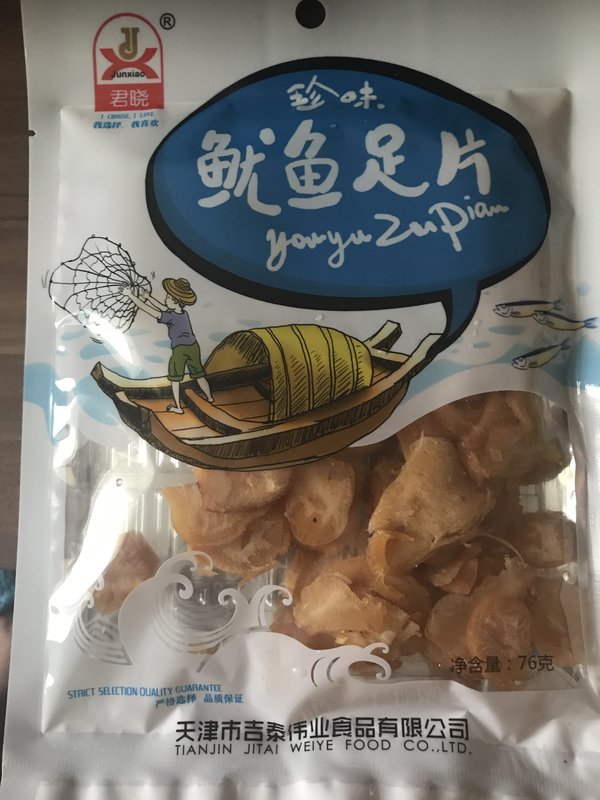 ®
J
Junxiao
君晓
I CHOOSE, I LOVE
我选择, 我喜欢
珍味
鱿鱼足片
youyu zu pian
净含量:76克
STRICT SELECTION QUALITY GUARANTEE
严格选择 品质保证
天津市吉泰伟业食品有限公司
TIANJIN JITAI WEIYE FOOD CO.,LTD.